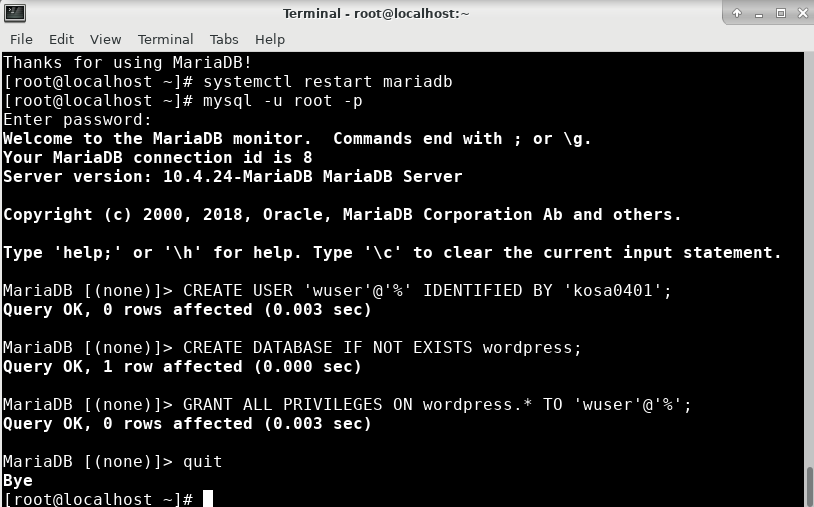 Terminal - root@localhost:~
File Edit View Terminal Tabs Help
Thanks for using MariaDB!
[root@localhost ~]# systemctl restart mariadb
[root@localhost ~]# mysql -u root -p
Enter password:
Welcome to the MariaDB monitor.  Commands end with ; or \g.
Your MariaDB connection id is 8
Server version: 10.4.24-MariaDB MariaDB Server
Copyright (c) 2000, 2018, Oracle, MariaDB Corporation Ab and others.
Type 'help;' or '\h' for help. Type '\c' to clear the current input statement.
MariaDB [(none)]> CREATE USER 'wuser'@'%' IDENTIFIED BY 'kosa0401';
Query OK, 0 rows affected (0.003 sec)
MariaDB [(none)]> CREATE DATABASE IF NOT EXISTS wordpress;
Query OK, 1 row affected (0.000 sec)
MariaDB [(none)]> GRANT ALL PRIVILEGES ON wordpress.* TO 'wuser'@'%';
Query OK, 0 rows affected (0.003 sec)
MariaDB [(none)]> quit
Bye
[root@localhost ~]#